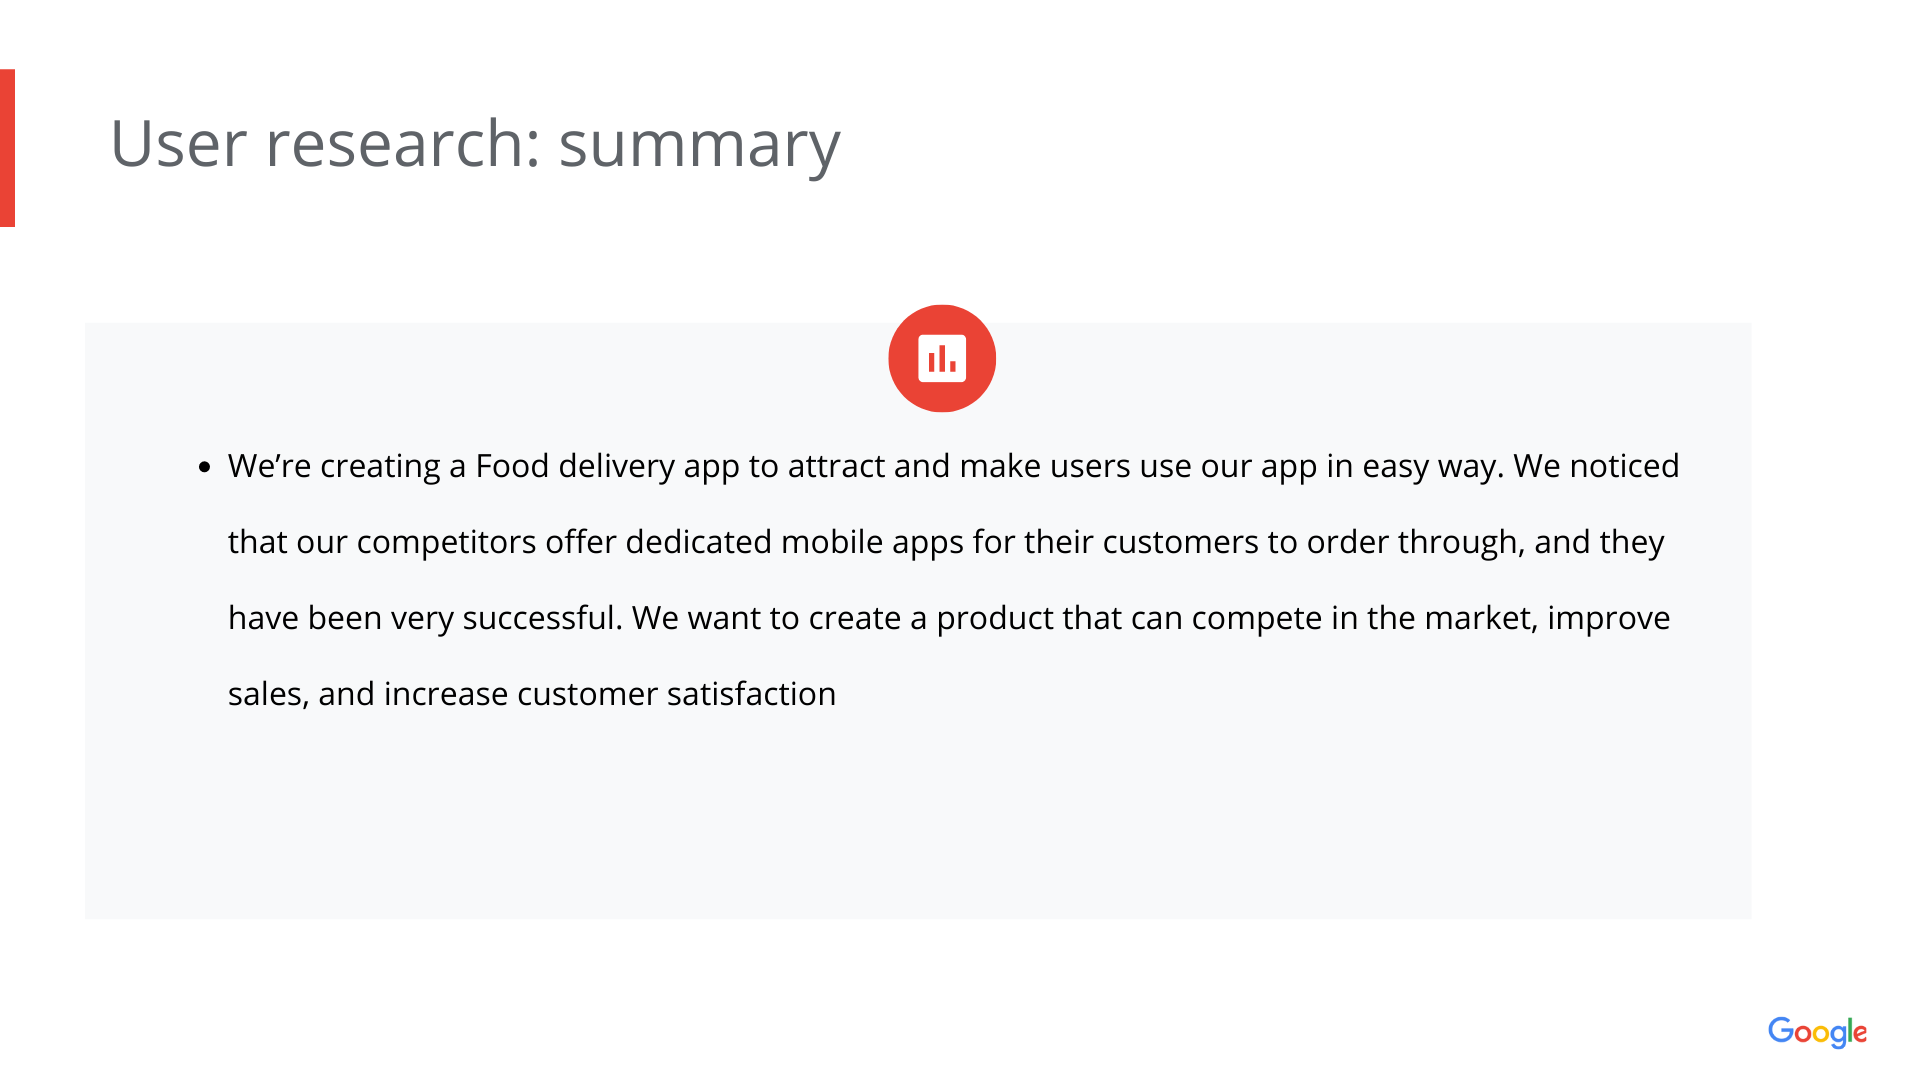 User research: summary
• We’re creating a Food delivery app to attract and make users use our app in easy way. We noticed
that our competitors offer dedicated mobile apps for their customers to order through, and they
have been very successful. We want to create a product that can compete in the market, improve
sales, and increase customer satisfaction
Google